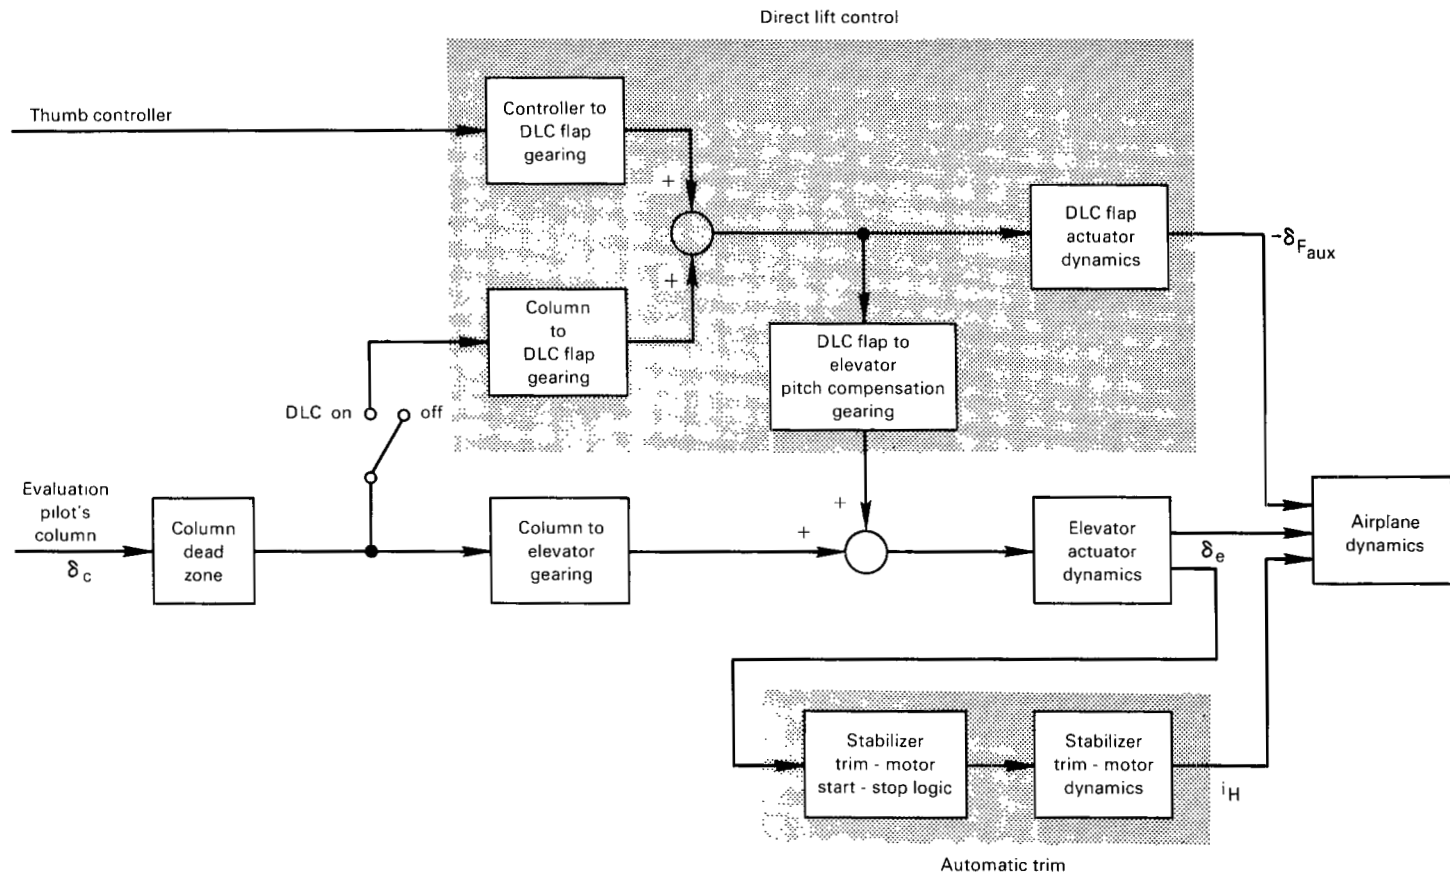 Direct lift control
Thumb controller
Controller to
DLC flap
gearing
+
+
DLC flap
actuator
dynamics
-δFaux
Column
to
DLC flap
gearing
DLC flap to
elevator
pitch compensation
gearing
DLC on
off
Evaluation
pilot's
column
δc
Column
dead
zone
Column to
elevator
gearing
+
+
Elevator
actuator
dynamics
δe
Airplane
dynamics
Stabilizer
trim - motor
start - stop logic
Stabilizer
trim - motor
dynamics
iH
Automatic trim